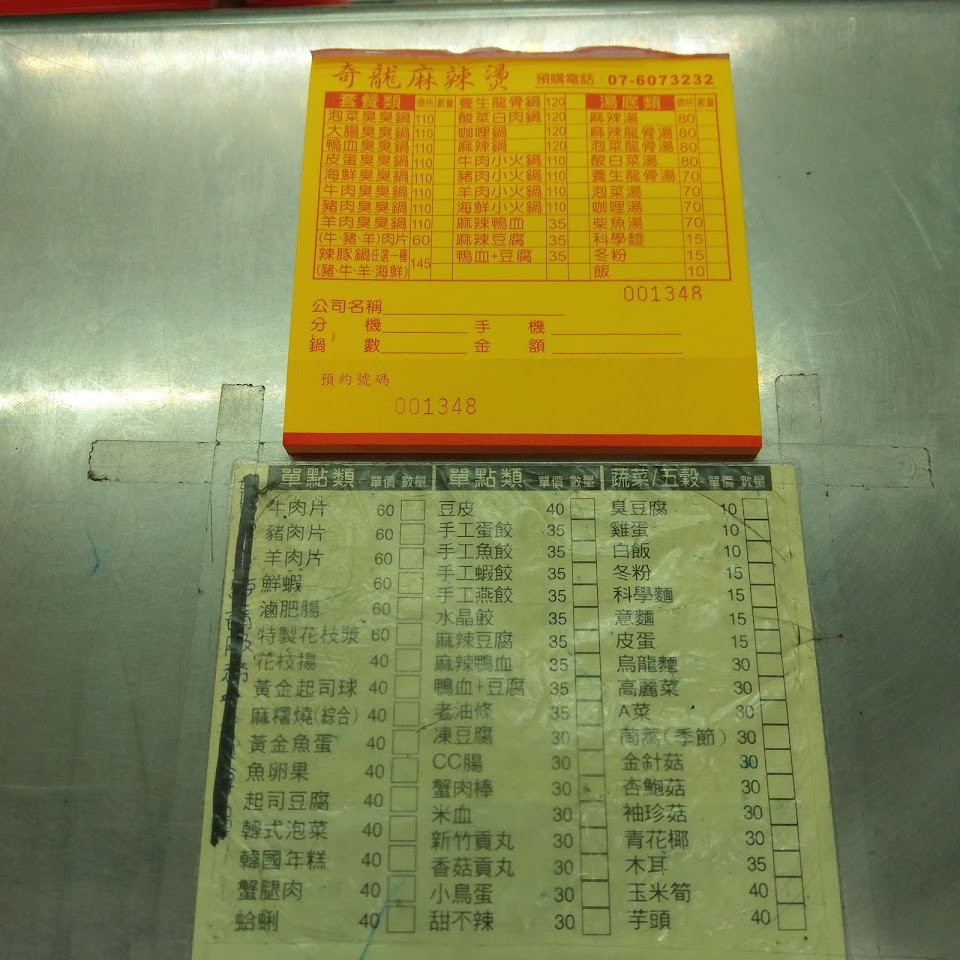 奇龍麻辣燙 預購電話：07-6073232
套餐類 價格 數量 養生龍骨鍋 120 湯底類 價格 數量
泡菜臭臭鍋 110 酸菜白肉鍋 120 麻辣湯 80
大腸臭臭鍋 110 咖哩鍋 120 麻辣龍骨湯 80
鴨血臭臭鍋 110 麻辣鍋 120 泡菜龍骨湯 80
皮蛋臭臭鍋 110 牛肉小火鍋 110 酸白菜湯 80
海鮮臭臭鍋 110 豬肉小火鍋 110 養生龍骨湯 70
牛肉臭臭鍋 110 羊肉小火鍋 110 泡菜湯 70
豬肉臭臭鍋 110 海鮮小火鍋 110 咖哩湯 70
羊肉臭臭鍋 110 麻辣鴨血 35 柴魚湯 70
(牛、豬、羊)肉片 60 麻辣豆腐 35 科學麵 15
辣豚鍋任選一種 145 鴨血+豆腐 35 冬粉 15
(豬、牛、羊、海鮮) 飯 10
001348
公司名稱
分機 手機
鍋數 金額
預約號碼
001348
單點類 單價 數量 單點類 單價 數量 蔬菜/五穀 單價 數量
牛肉片 60 豆皮 40 臭豆腐 10
豬肉片 60 手工蛋餃 35 雞蛋 10
羊肉片 60 手工魚餃 35 白飯 10
鮮蝦 60 手工蝦餃 35 冬粉 15
滷肥腸 60 手工燕餃 35 科學麵 15
特製花枝漿 60 水晶餃 35 意麵 15
花枝揚 40 麻辣豆腐 35 皮蛋 15
黃金起司球 40 麻辣鴨血 35 烏龍麵 30
麻糬燒(綜合) 40 鴨血+豆腐 35 高麗菜 30
黃金魚蛋 40 老油條 35 A菜 30
魚卵果 40 凍豆腐 30 茼蒿(季節) 30
起司豆腐 40 CC腸 30 金針菇 30
韓式泡菜 40 蟹肉棒 30 杏鮑菇 30
韓國年糕 40 米血 30 袖珍菇 30
蟹腿肉 40 新竹貢丸 30 青花椰 30
蛤蜊 40 香菇貢丸 30 木耳 35
小鳥蛋 30 玉米筍 40
甜不辣 30 芋頭 40